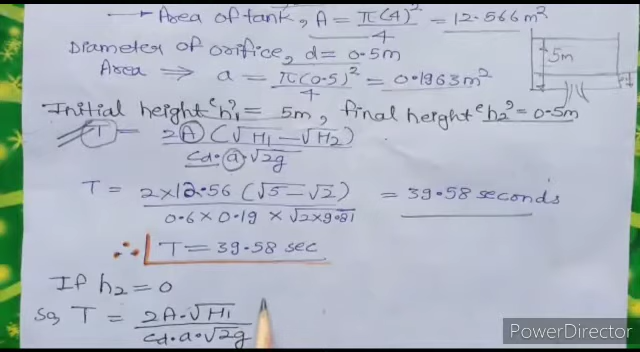 → Area of tank, A = π(4)²/4 = 12.566 m²
Diameter of orifice, d = 0.5m
Area ⇒ a = π(0.5)²/4 = 0.1963m²
5m
Initial height 'h₁' = 5m, final height 'h₂' = 0.5m
T = 2A(√H₁ - √H₂) / Cd.a.√2g
T = 2×12.56 (√5 - √2) / 0.6 × 0.19 × √2×9.81 = 39.58 seconds
∴ T = 39.58 sec
If h₂ = 0
So, T = 2A.√H₁ / Cd.a.√2g
PowerDirector